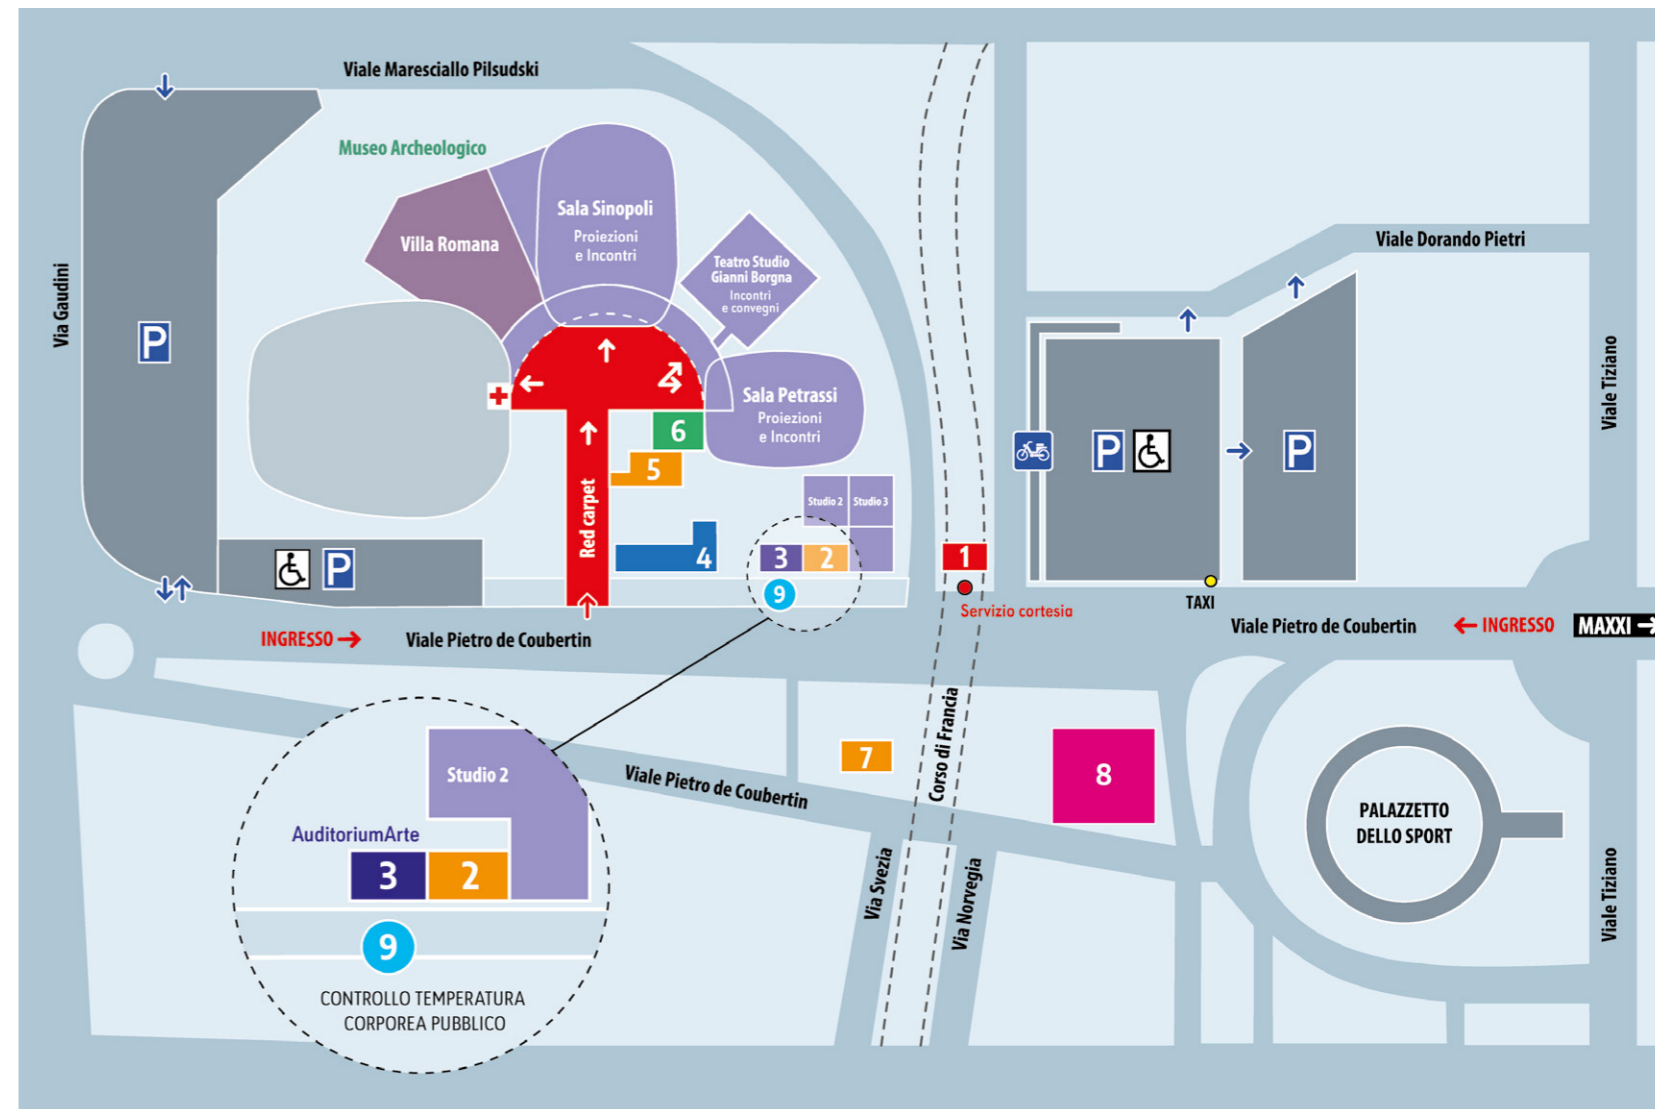 Viale Maresciallo Pilsudski
Museo Archeologico
Via Gaudini
Villa Romana
Sala Sinopoli
Proiezioni
e Incontri
Teatro Studio
Gianni Borgna
Incontri
e convegni
Sala Petrassi
Proiezioni
e Incontri
P
6
5
Red carpet
4
Studio 2
Studio 3
3
2
9
P
INGRESSO
Viale Pietro de Coubertin
1
Servizio cortesia
P
P
TAXI
Viale Dorando Pietri
Viale Tiziano
Viale Pietro de Coubertin
INGRESSO
MAXXI
Corso di Francia
7
8
Viale Pietro de Coubertin
Via Svezia
Via Norvegia
PALAZZETTO
DELLO SPORT
Viale Tiziano
Studio 2
AuditoriumArte
3
2
9
CONTROLLO TEMPERATURA
CORPOREA PUBBLICO